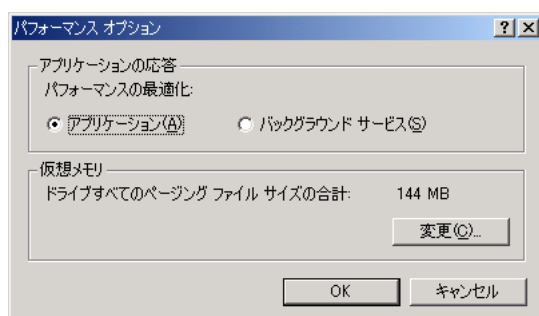 パフォーマンス オプション
アプリケーションの応答
パフォーマンスの最適化:
アプリケーション(A) バックグラウンド サービス(S)
仮想メモリ
ドライブすべてのページング ファイル サイズの合計: 144 MB
変更(C)...
OK キャンセル